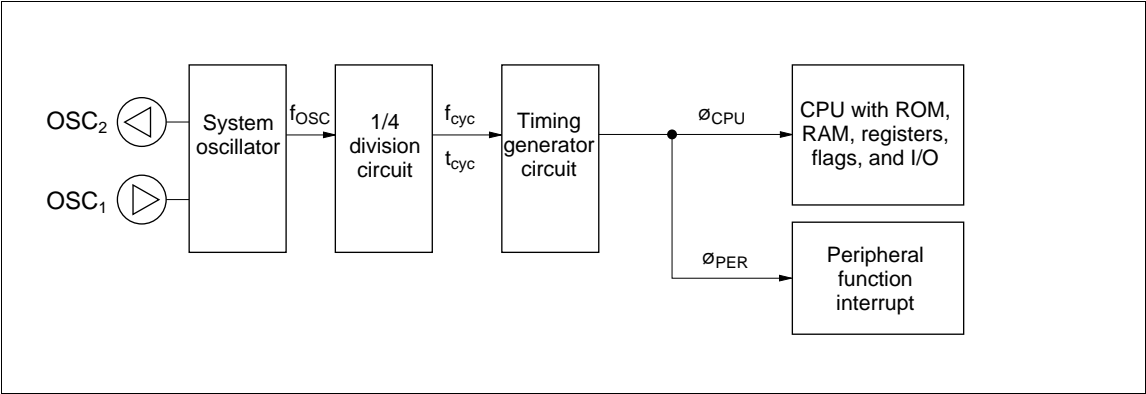 OSC₂
OSC₁
System
oscillator
fOSC
1/4
division
circuit
fcyc
tcyc
Timing
generator
circuit
øCPU
CPU with ROM,
RAM, registers,
flags, and I/O
øPER
Peripheral
function
interrupt